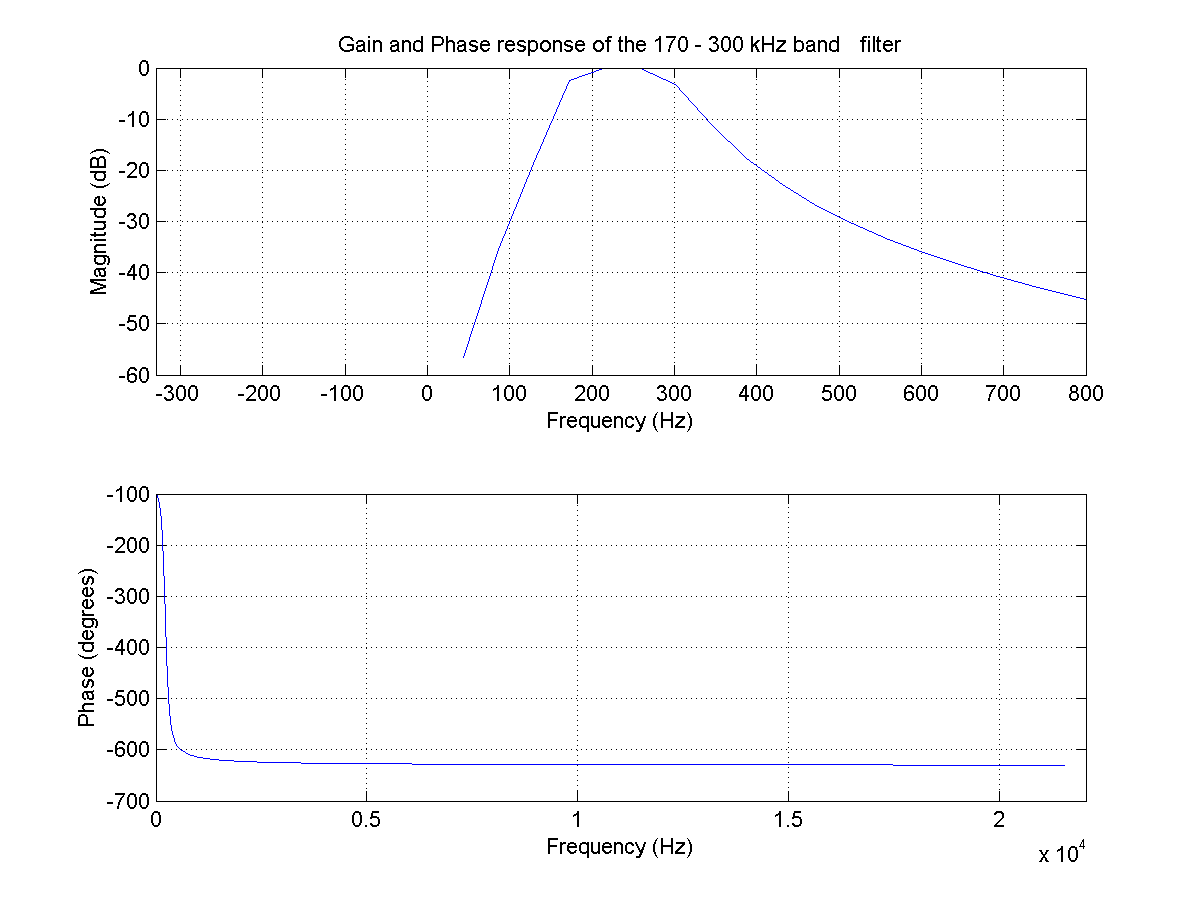 Gain and Phase response of the 170 - 300 kHz band   filter
0
-10
-20
-30
-40
-50
-60
Magnitude (dB)
-300 -200 -100 0 100 200 300 400 500 600 700 800
Frequency (Hz)
-100
-200
-300
-400
-500
-600
-700
Phase (degrees)
0 0.5 1 1.5 2
Frequency (Hz)
x 10^4